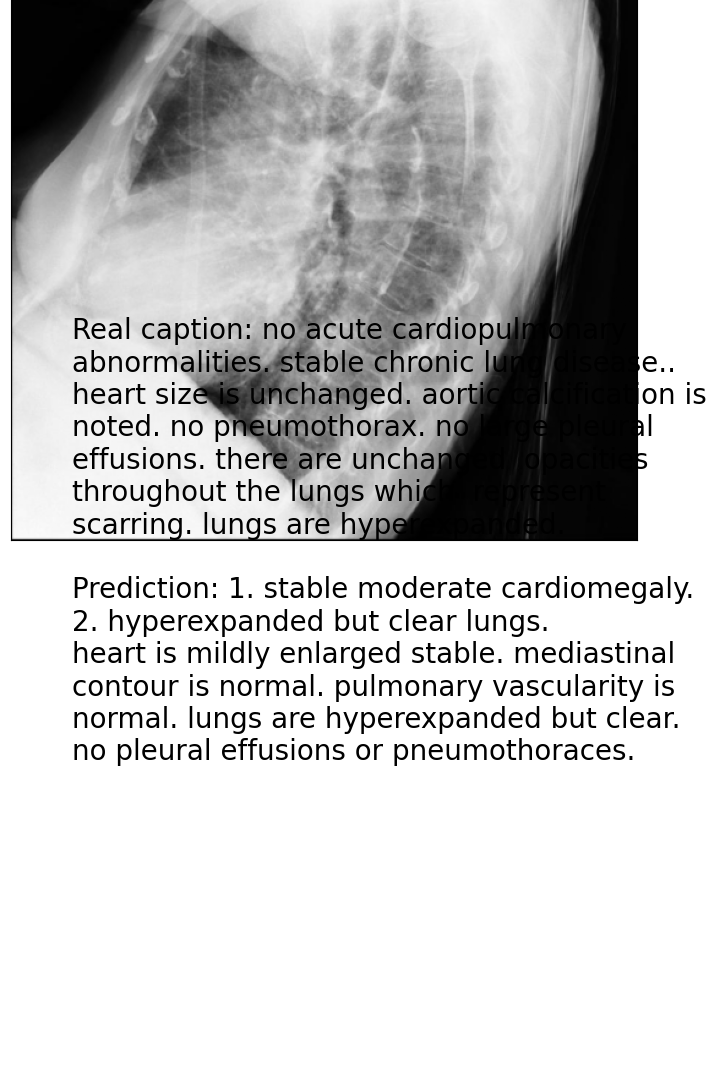 Real caption: no acute cardiopulmonary
abnormalities. stable chronic lung disease..
heart size is unchanged. aortic calcification is
noted. no pneumothorax. no large pleural
effusions. there are unchanged, opacities
throughout the lungs which represent
scarring. lungs are hyperexpanded.
Prediction: 1. stable moderate cardiomegaly.
2. hyperexpanded but clear lungs.
heart is mildly enlarged stable. mediastinal
contour is normal. pulmonary vascularity is
normal. lungs are hyperexpanded but clear.
no pleural effusions or pneumothoraces.